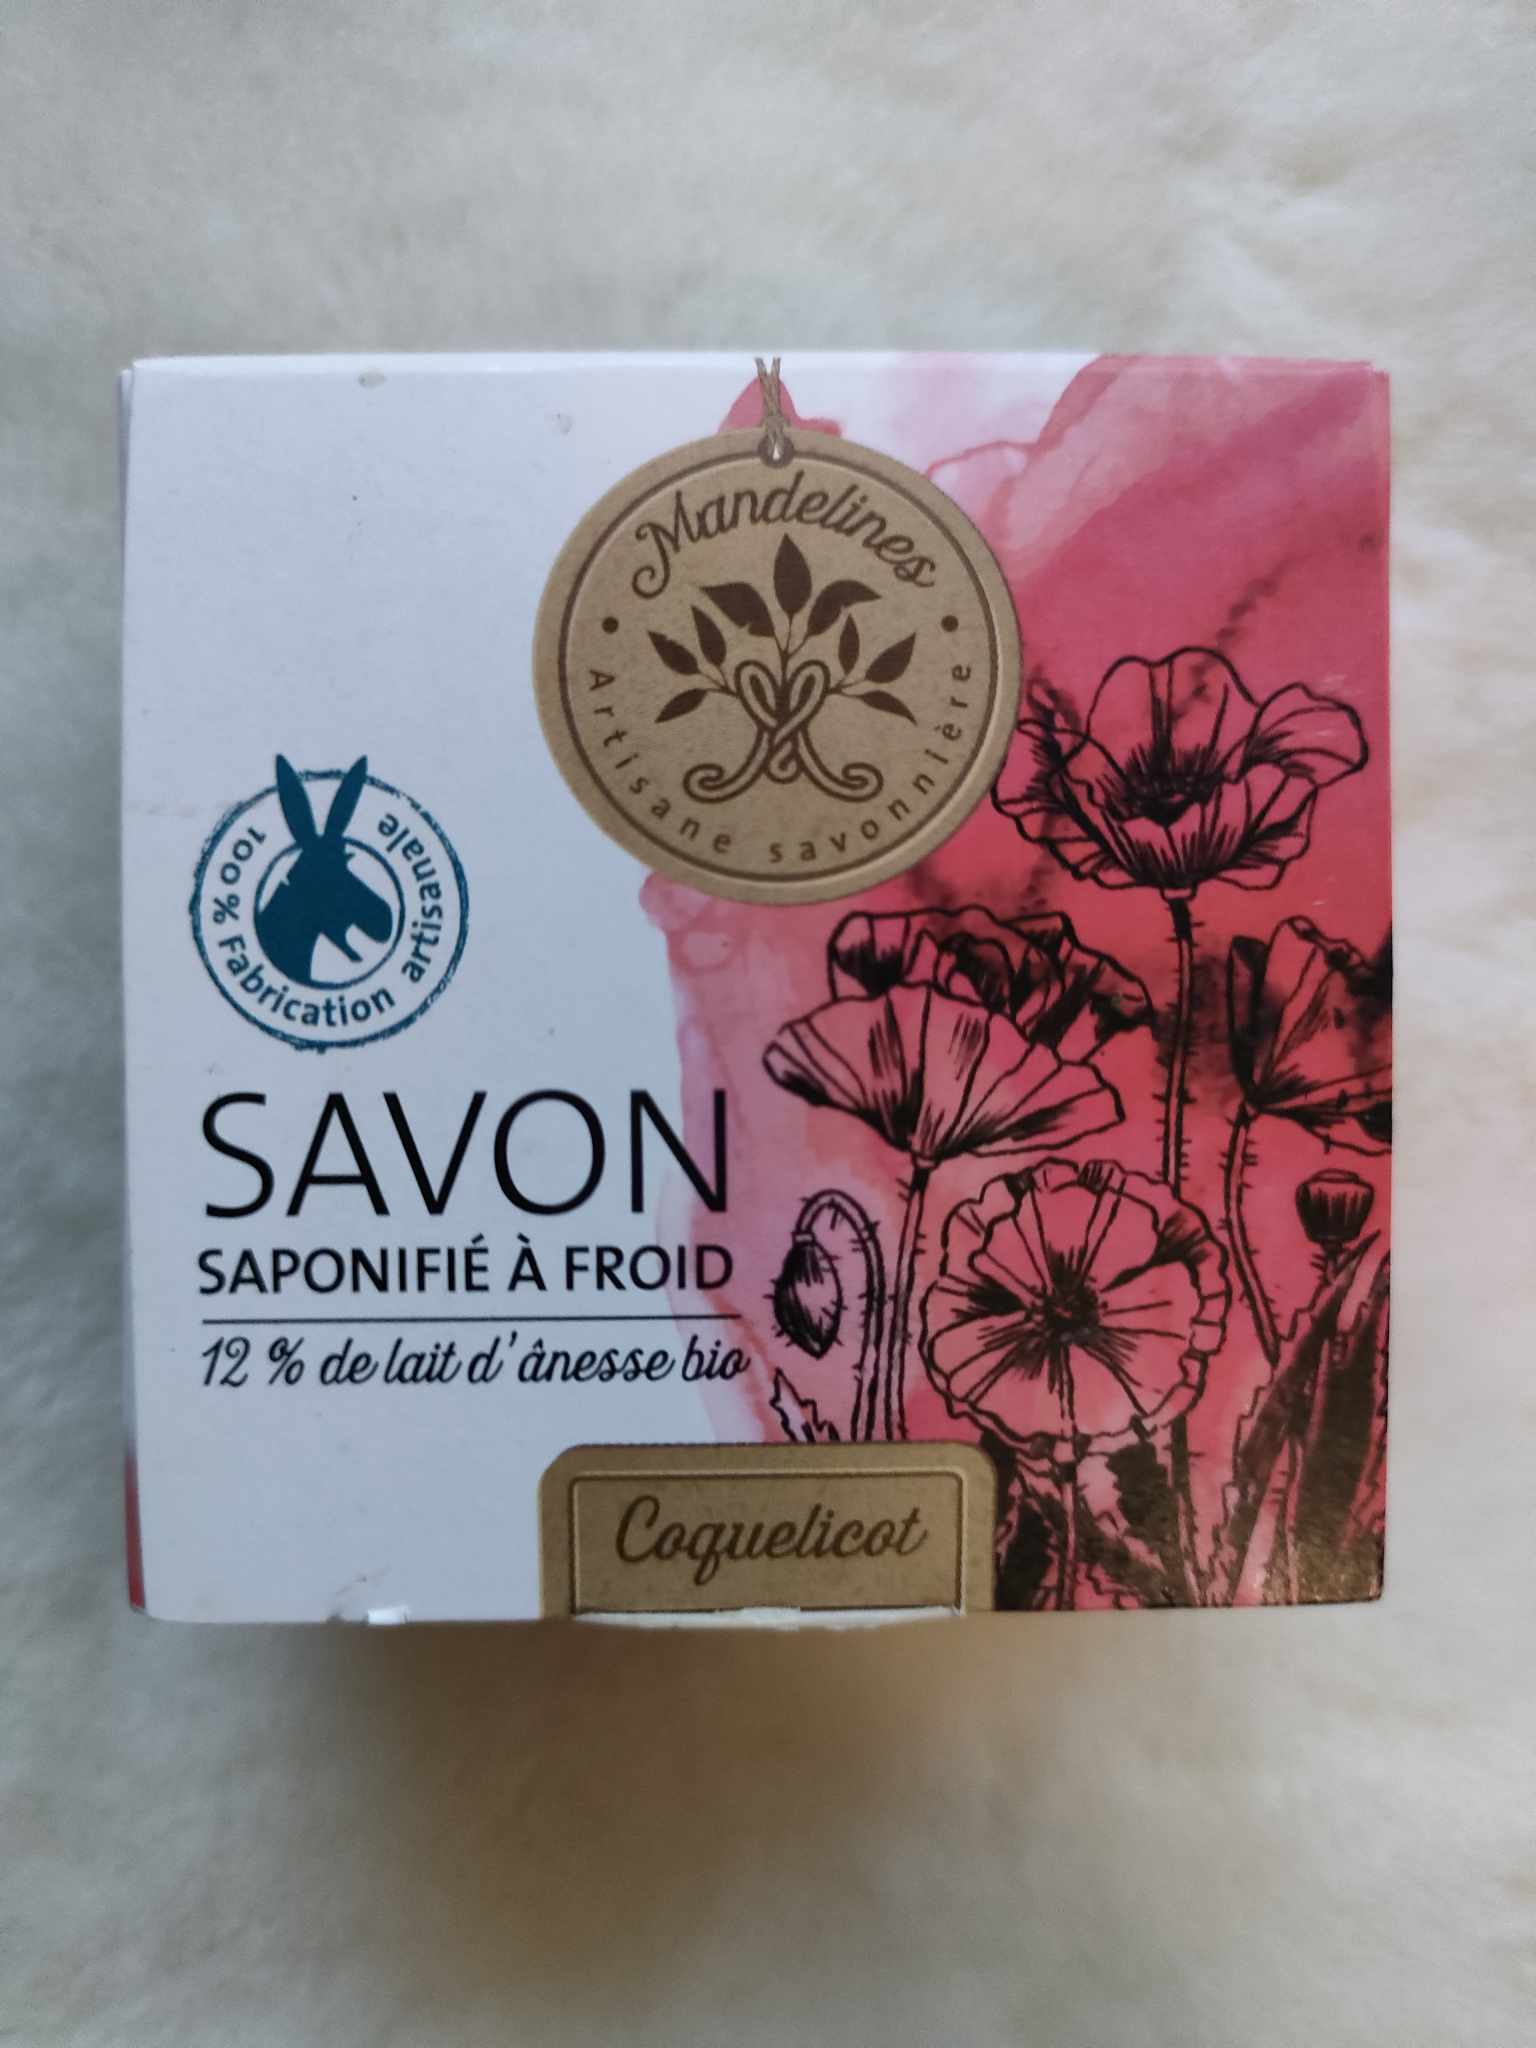 Mandelines
Artisane savonnière
100% Fabrication artisanale
SAVON
SAPONIFIÉ À FROID
12 % de lait d'ânesse bio
Coquelicot